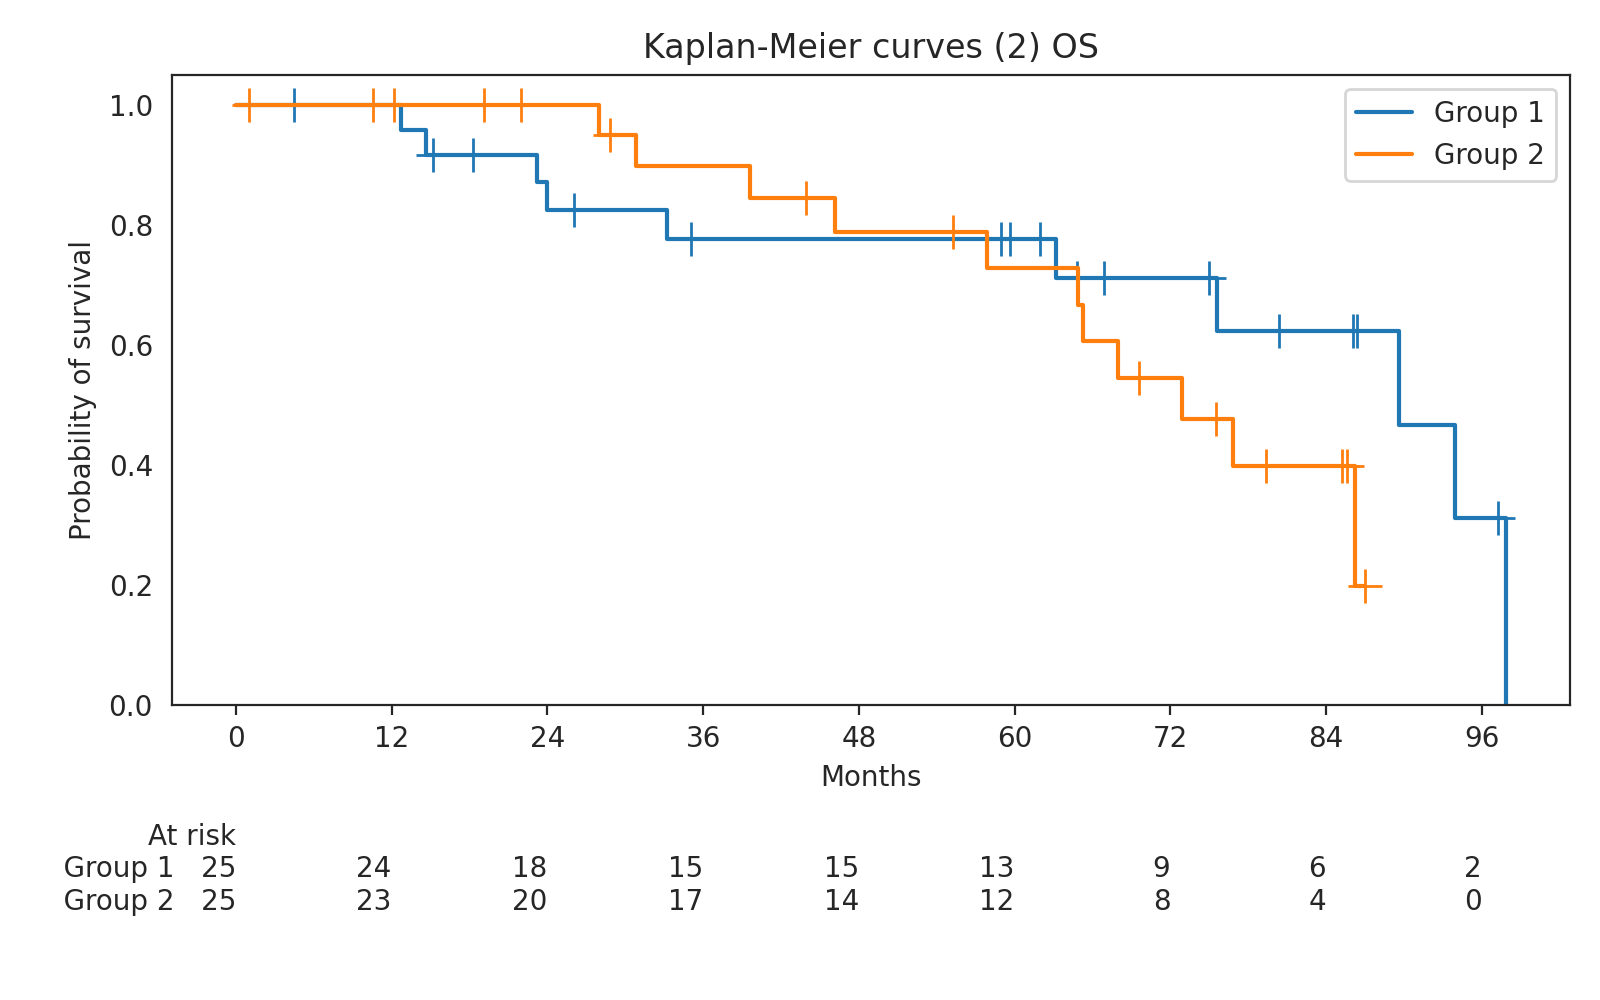 Kaplan-Meier curves (2) OS
Group 1
Group 2
1.0
0.8
0.6
0.4
0.2
0.0
Probability of survival
0 12 24 36 48 60 72 84 96
Months
At risk
Group 1 25 24 18 15 15 13 9 6 2
Group 2 25 23 20 17 14 12 8 4 0